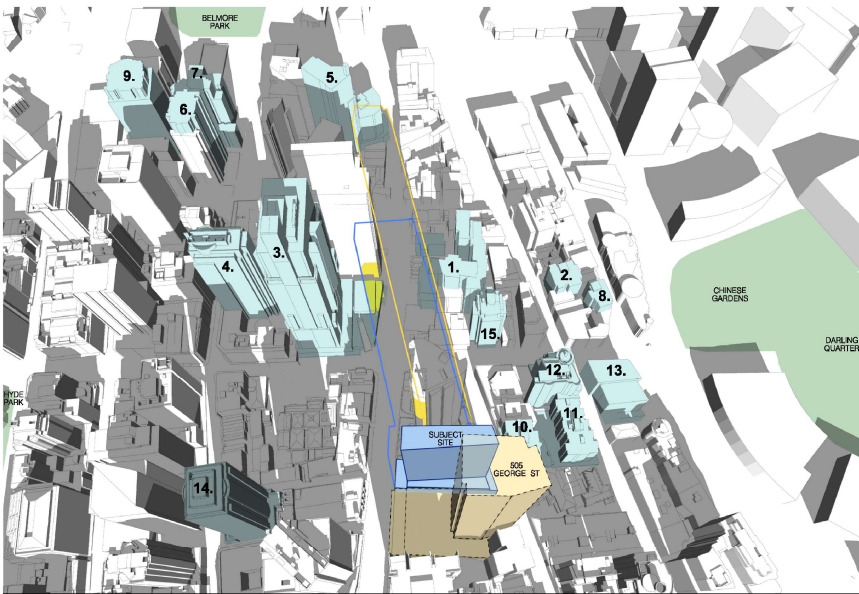 BELMORE
PARK
9.
7.
6.
5.
4.
3.
1.
2.
8.
15.
CHINESE
GARDENS
DARLING
QUARTER
HYDE
PARK
12.
13.
11.
10.
SUBJECT
SITE
505
GEORGE ST
14.